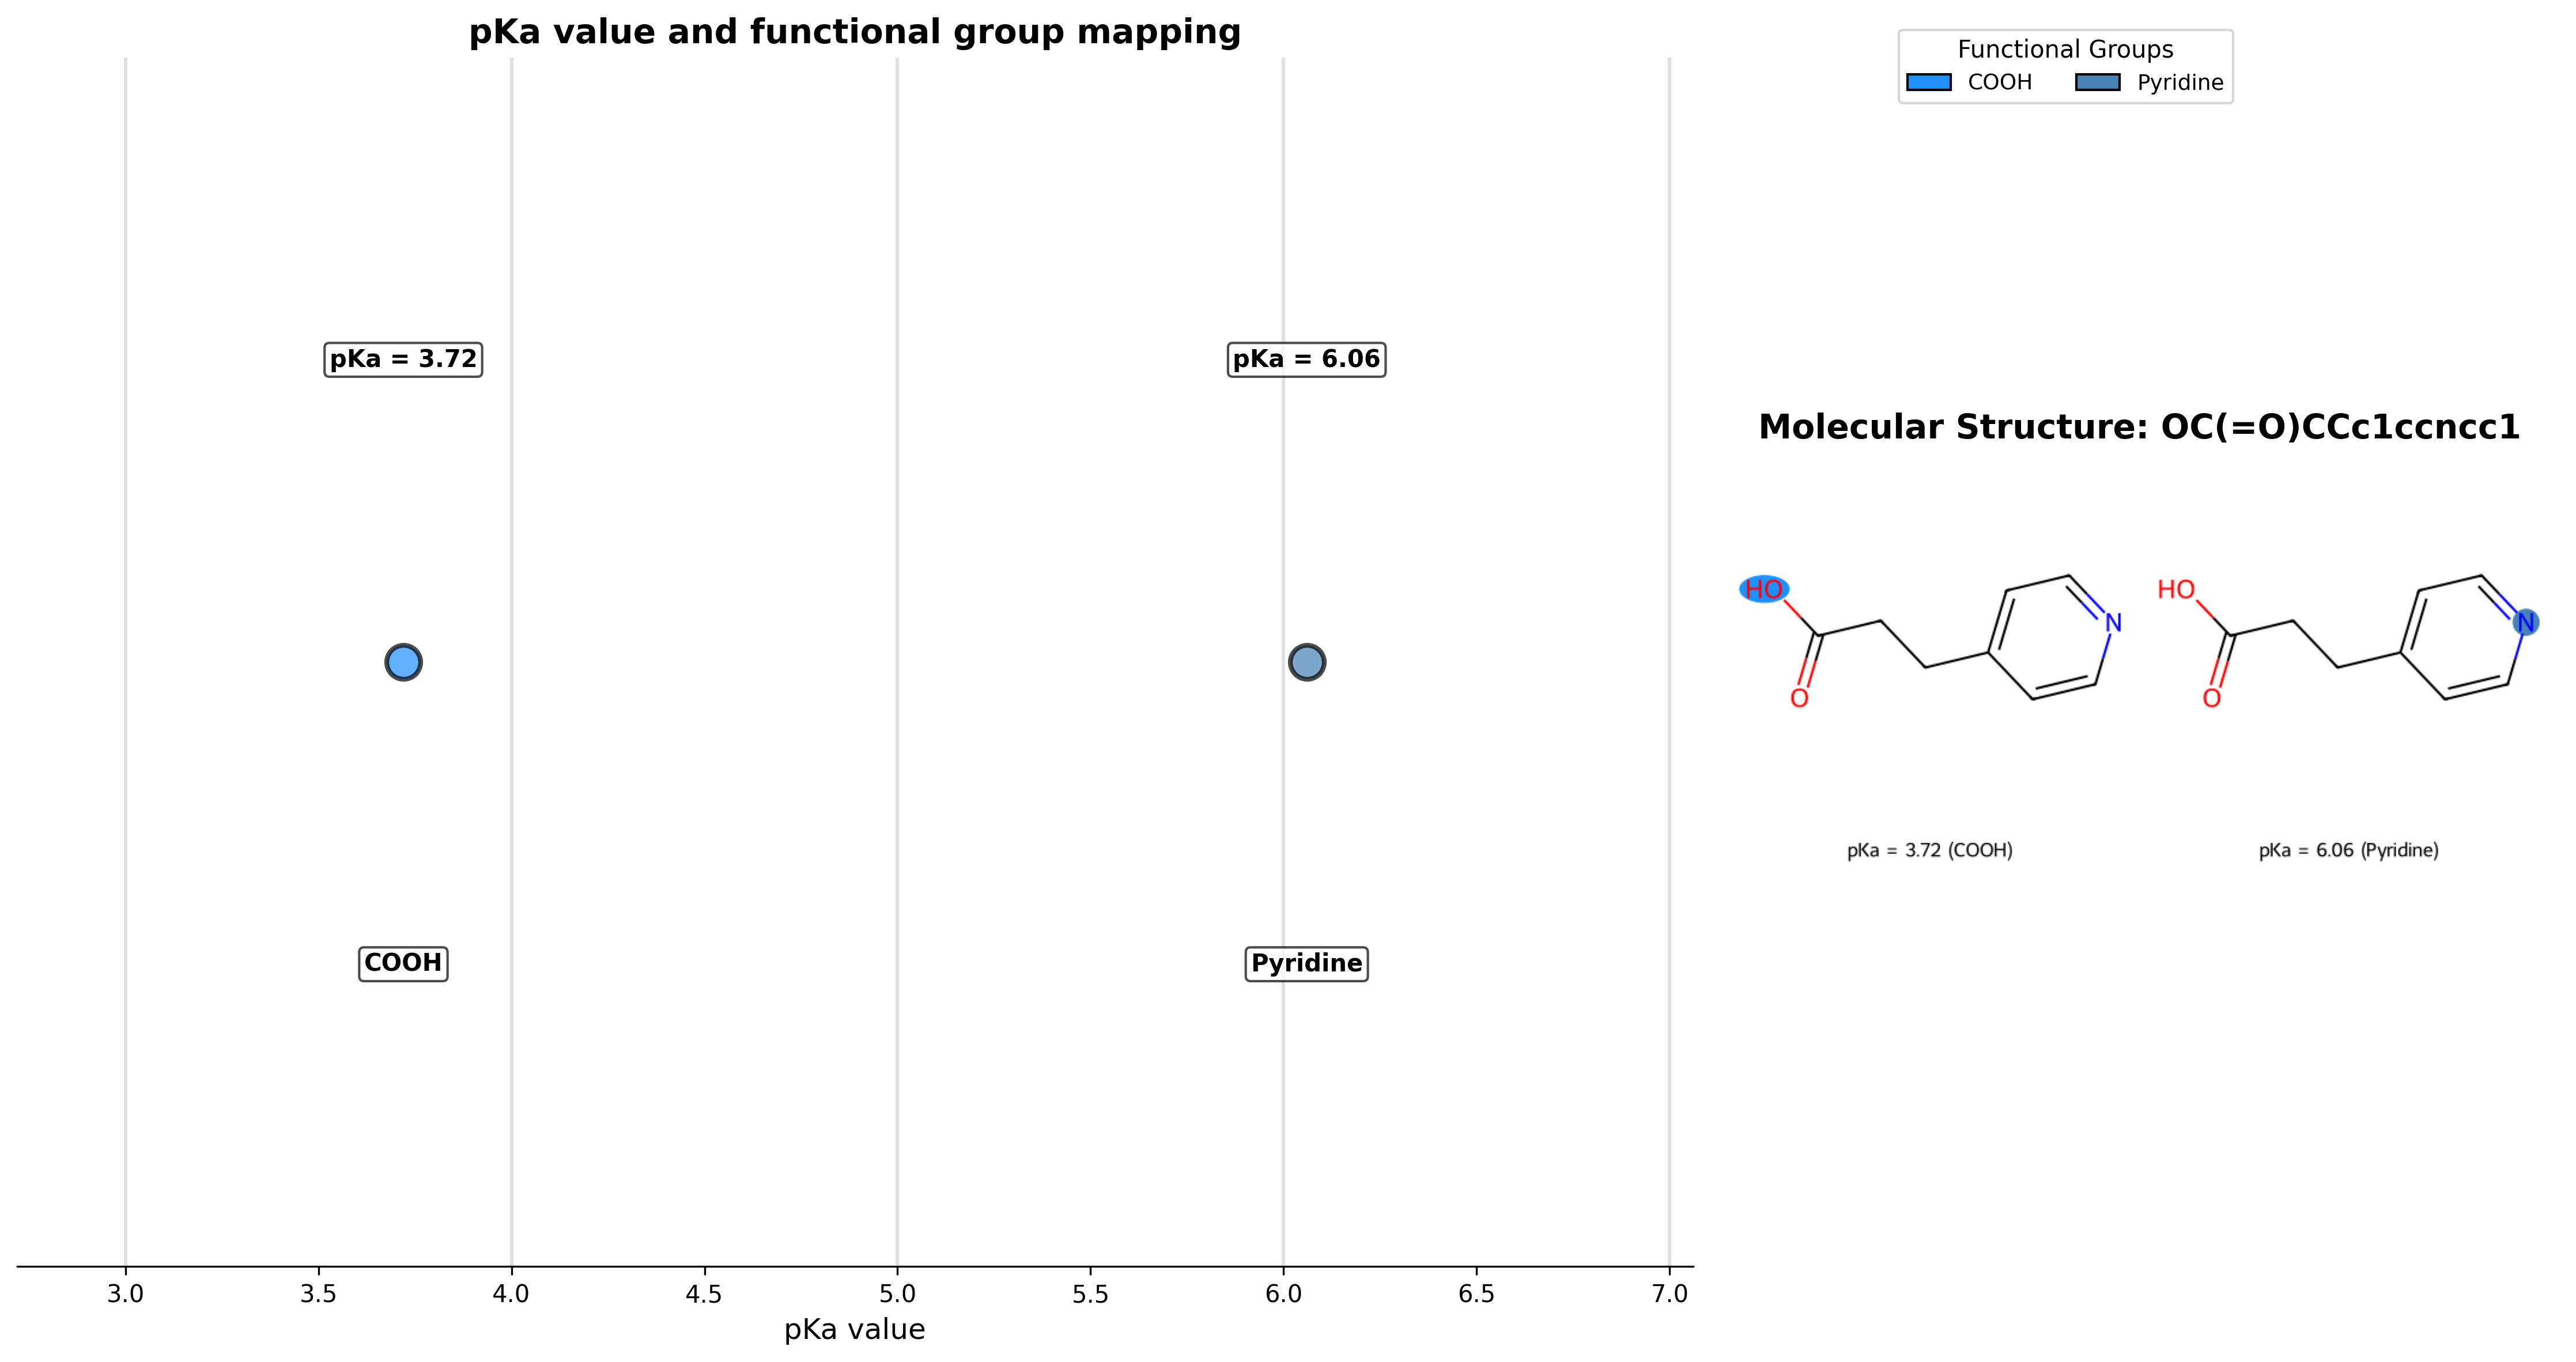 pKa value and functional group mapping
pKa = 3.72
pKa = 6.06
COOH
Pyridine
3.0
3.5
4.0
4.5
5.0
5.5
6.0
6.5
7.0
pKa value
Functional Groups
COOH
Pyridine
Molecular Structure: OC(=O)CCc1ccncc1
HO
O
N
HO
O
N
pKa = 3.72 (COOH)
pKa = 6.06 (Pyridine)